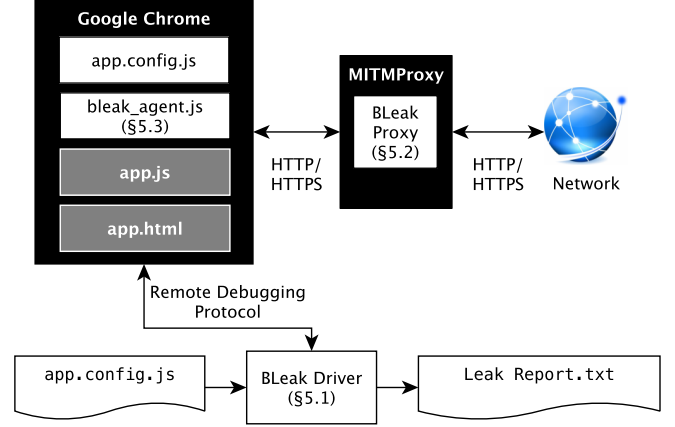 Google Chrome
app.config.js
bleak_agent.js
(§5.3)
app.js
app.html
HTTP/
HTTPS
MITMProxy
BLeak
Proxy
(§5.2)
HTTP/
HTTPS
Network
Remote Debugging
Protocol
app.config.js
BLeak Driver
(§5.1)
Leak Report.txt